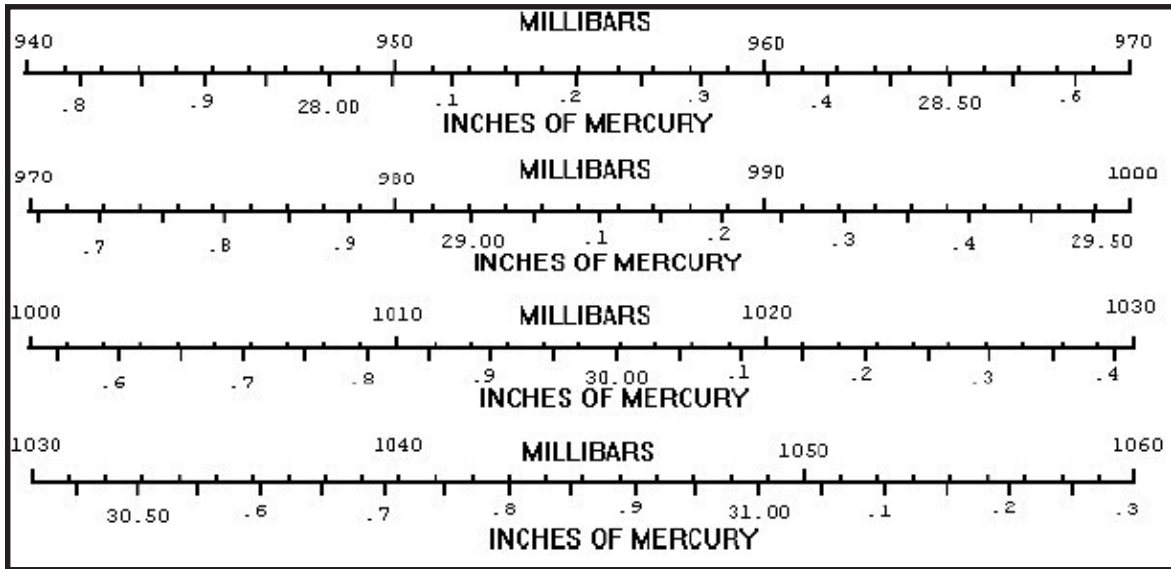 MILLIBARS
940 950 960 970
.8 .9 28.00 .1 .2 .3 .4 28.50 .6
INCHES OF MERCURY
MILLIBARS
970 980 990 1000
.7 .8 .9 29.00 .1 .2 .3 .4 29.50
INCHES OF MERCURY
1000 1010 MILLIBARS 1020 1030
.6 .7 .8 .9 30.00 .1 .2 .3 .4
INCHES OF MERCURY
1030 1040 MILLIBARS 1050 1060
30.50 .6 .7 .8 .9 31.00 .1 .2 .3
INCHES OF MERCURY